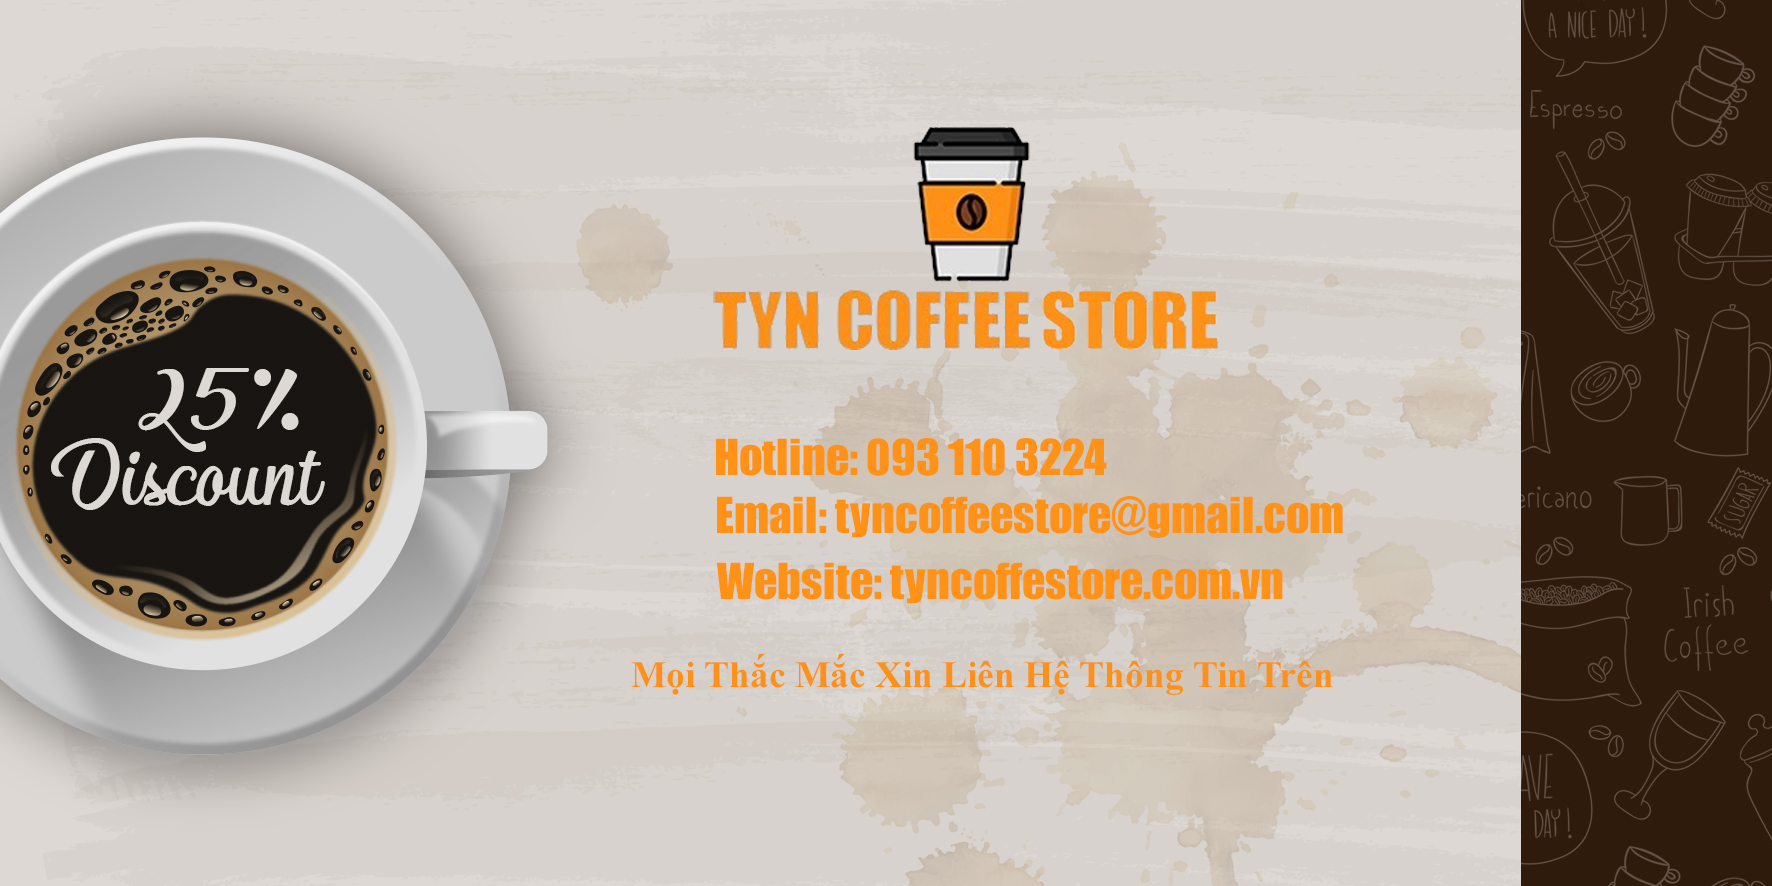 25%
Discount
TYN COFFEE STORE
Hotline: 093 110 3224
Email: tyncoffeestore@gmail.com
Website: tyncoffestore.com.vn
Mọi Thắc Mắc Xin Liên Hệ Thông Tin Trên
A NICE DAY!
Espresso
ericano
SUGAR
Irish
Coffee
AVE
DAY!